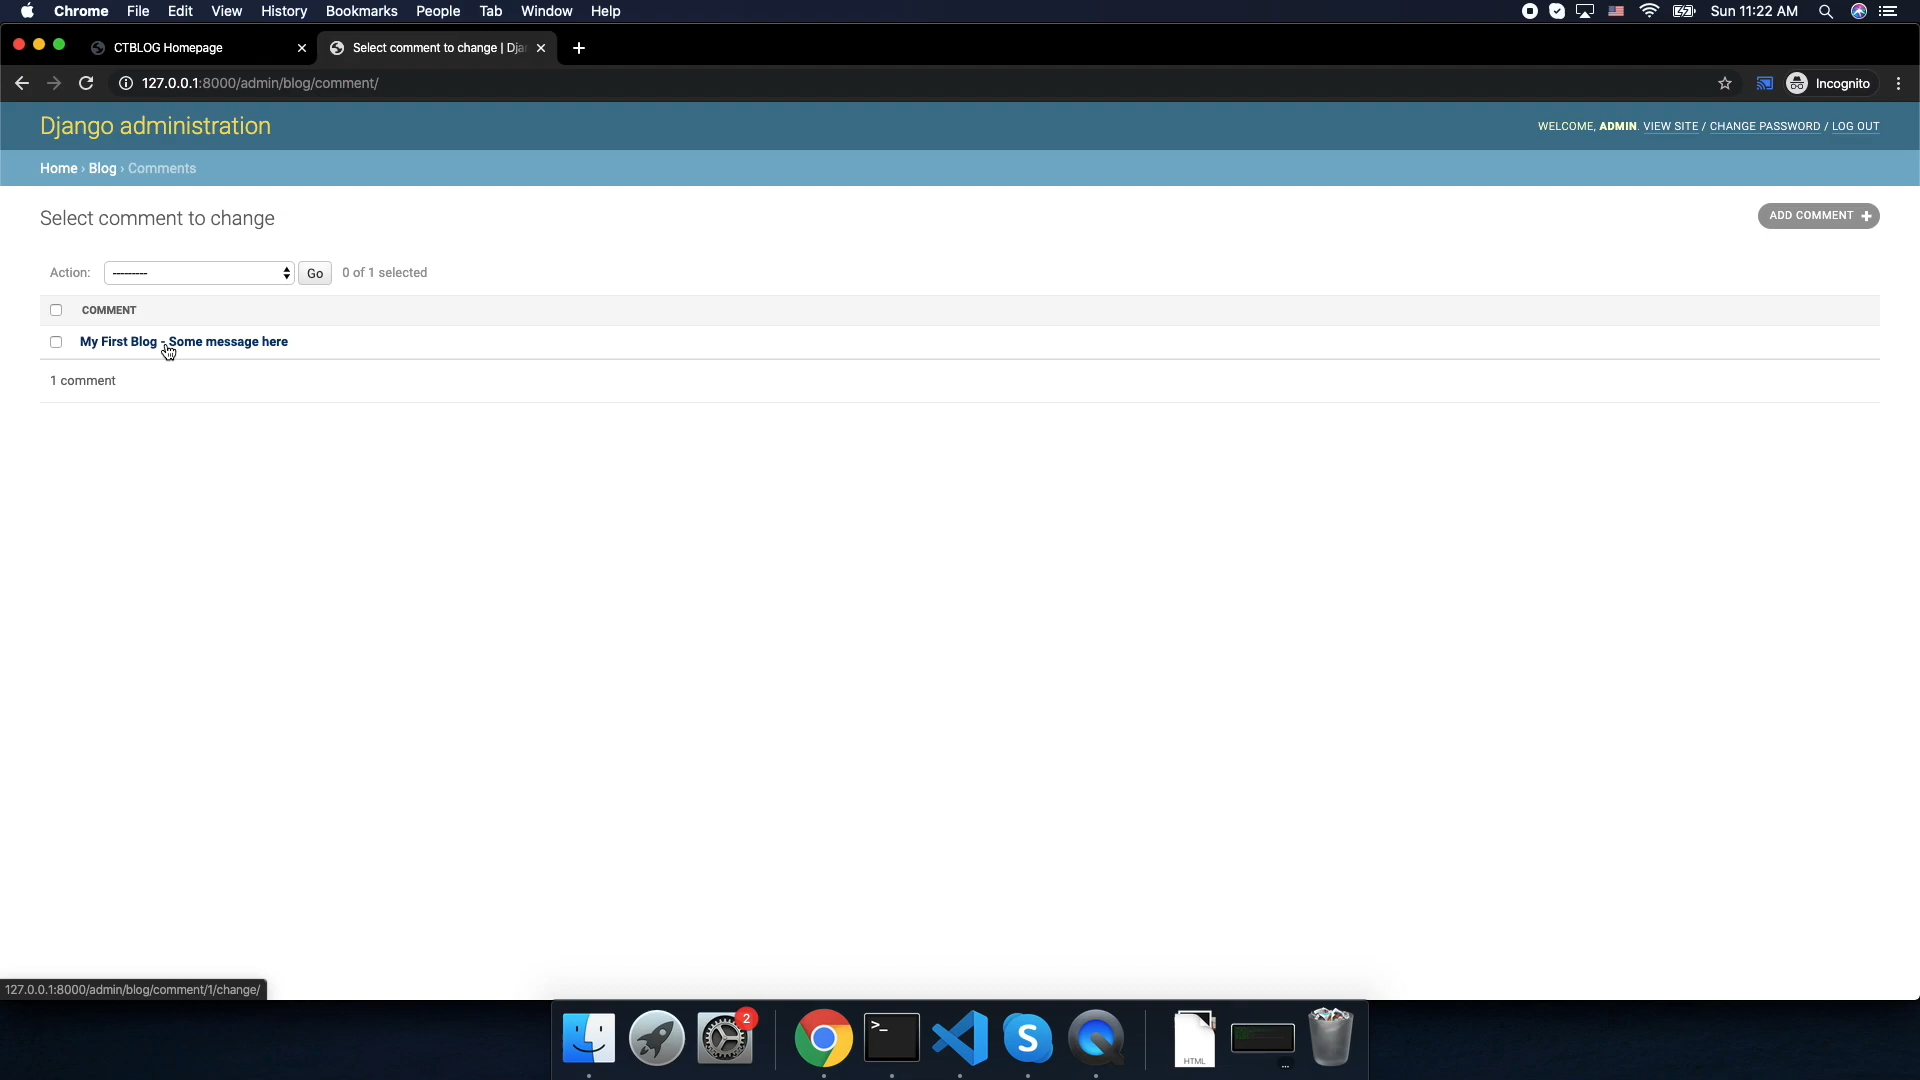 Chrome File Edit View History Bookmarks People Tab Window Help Sun 11:22 AM
CTBLOG Homepage Select comment to change | Dja
127.0.0.1:8000/admin/blog/comment/ Incognito
Django administration WELCOME, ADMIN. VIEW SITE / CHANGE PASSWORD / LOG OUT
Home › Blog › Comments
Select comment to change ADD COMMENT +
Action: --------- Go 0 of 1 selected
COMMENT
My First Blog - Some message here
1 comment
127.0.0.1:8000/admin/blog/comment/1/change/
2
>_
S
HTML
...